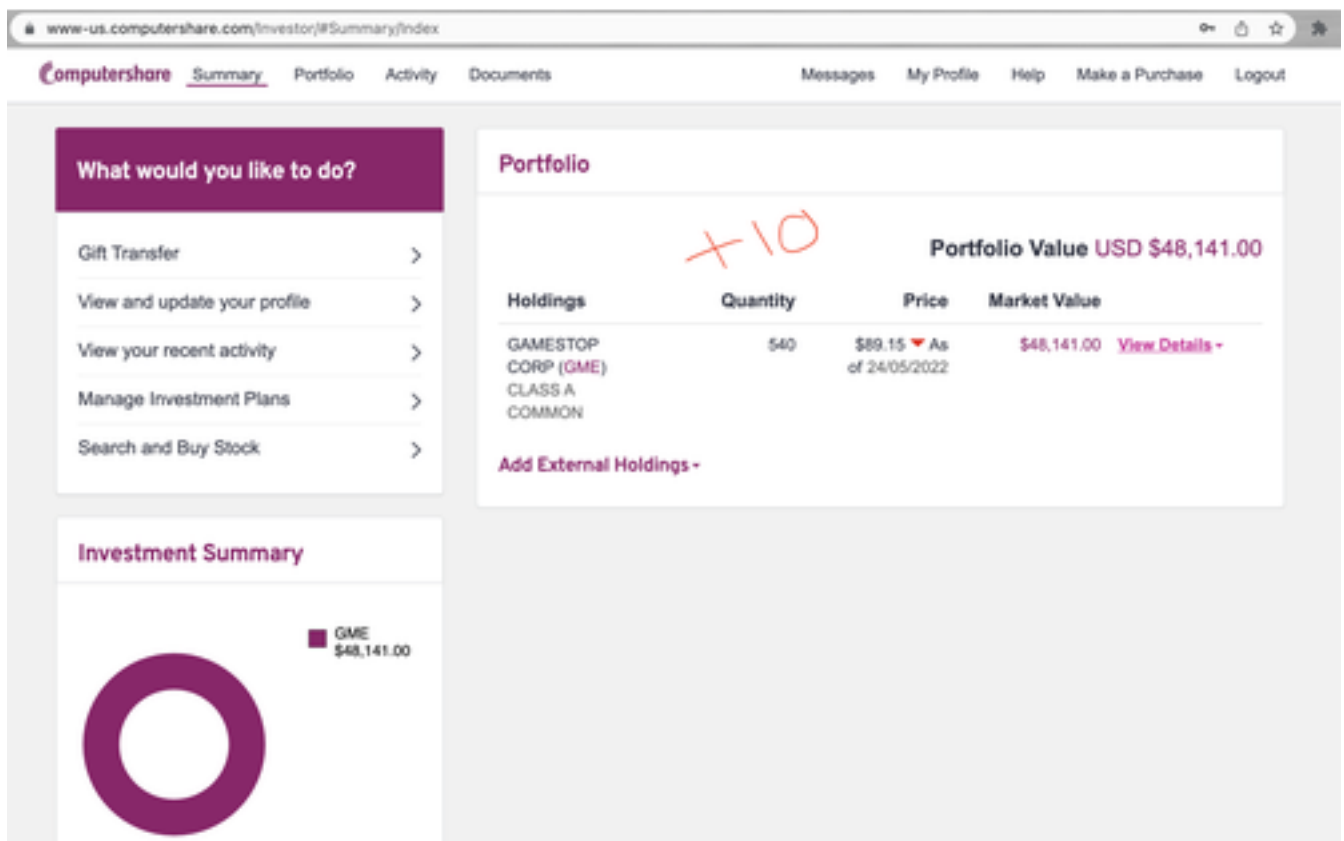 www-us.computershare.com/Investor/#Summary/Index
Computershare Summary Portfolio Activity Documents Messages My Profile Help Make a Purchase Logout
What would you like to do?
Gift Transfer
View and update your profile
View your recent activity
Manage Investment Plans
Search and Buy Stock
Portfolio
+10
Portfolio Value USD $48,141.00
Holdings Quantity Price Market Value
GAMESTOP 540 $89.15 ▼ As $48,141.00 View Details
CORP (GME) of 24/05/2022
CLASS A
COMMON
Add External Holdings
Investment Summary
GME
$48,141.00